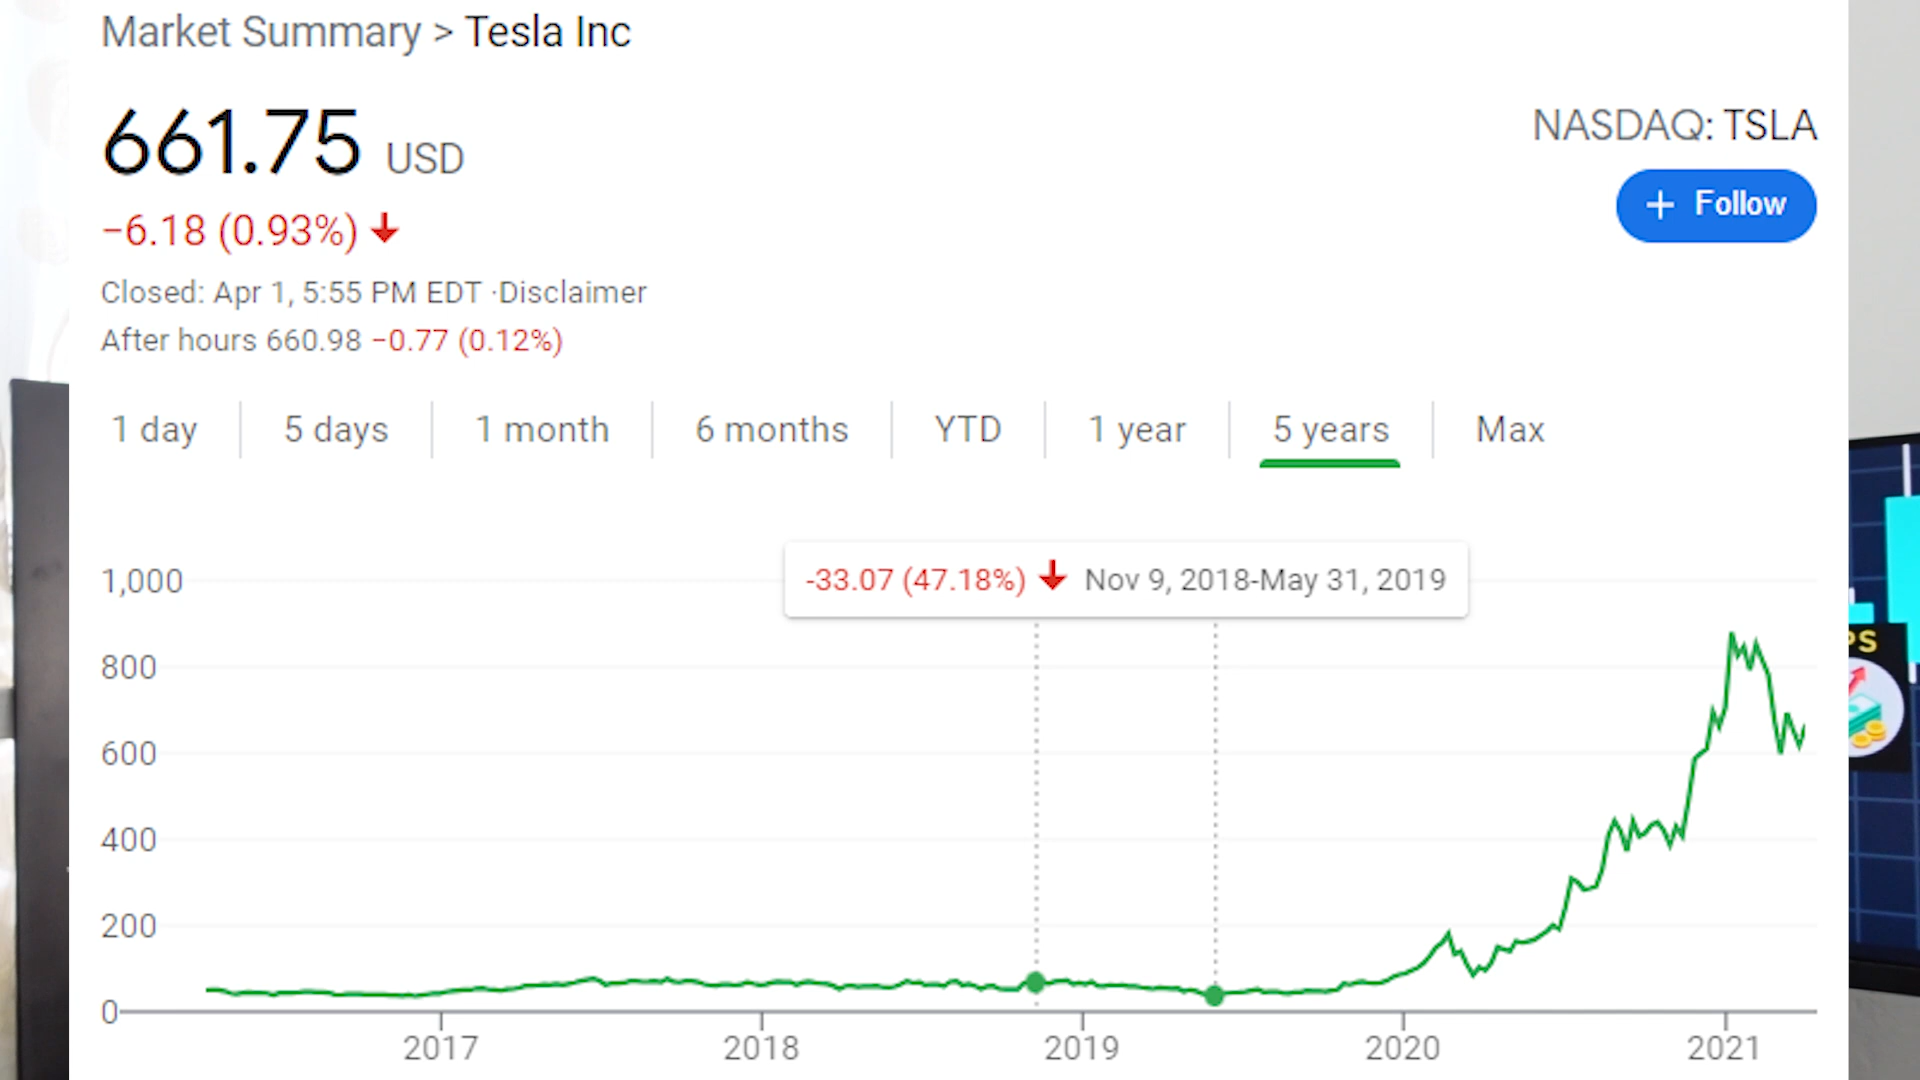 Market Summary > Tesla Inc
661.75 USD
NASDAQ: TSLA
+ Follow
−6.18 (0.93%)
Closed: Apr 1, 5:55 PM EDT ·Disclaimer
After hours 660.98 −0.77 (0.12%)
1 day 5 days 1 month 6 months YTD 1 year 5 years Max
-33.07 (47.18%) Nov 9, 2018-May 31, 2019
1,000
800
600
400
200
0
2017 2018 2019 2020 2021
PS